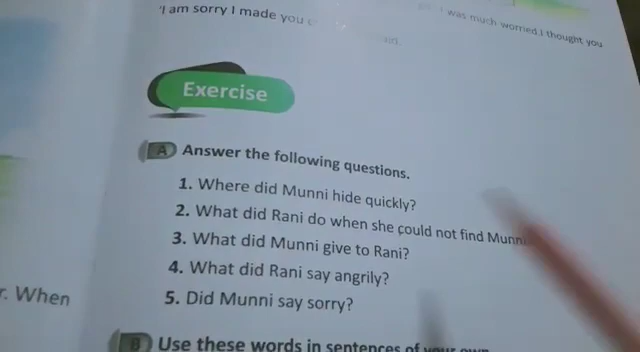 'I am sorry I made you
I was much worried.I thought you
Exercise
A Answer the following questions.
1. Where did Munni hide quickly?
2. What did Rani do when she could not find Munni
3. What did Munni give to Rani?
4. What did Rani say angrily?
5. Did Munni say sorry?
r. When
B Use these words in sentences of your own